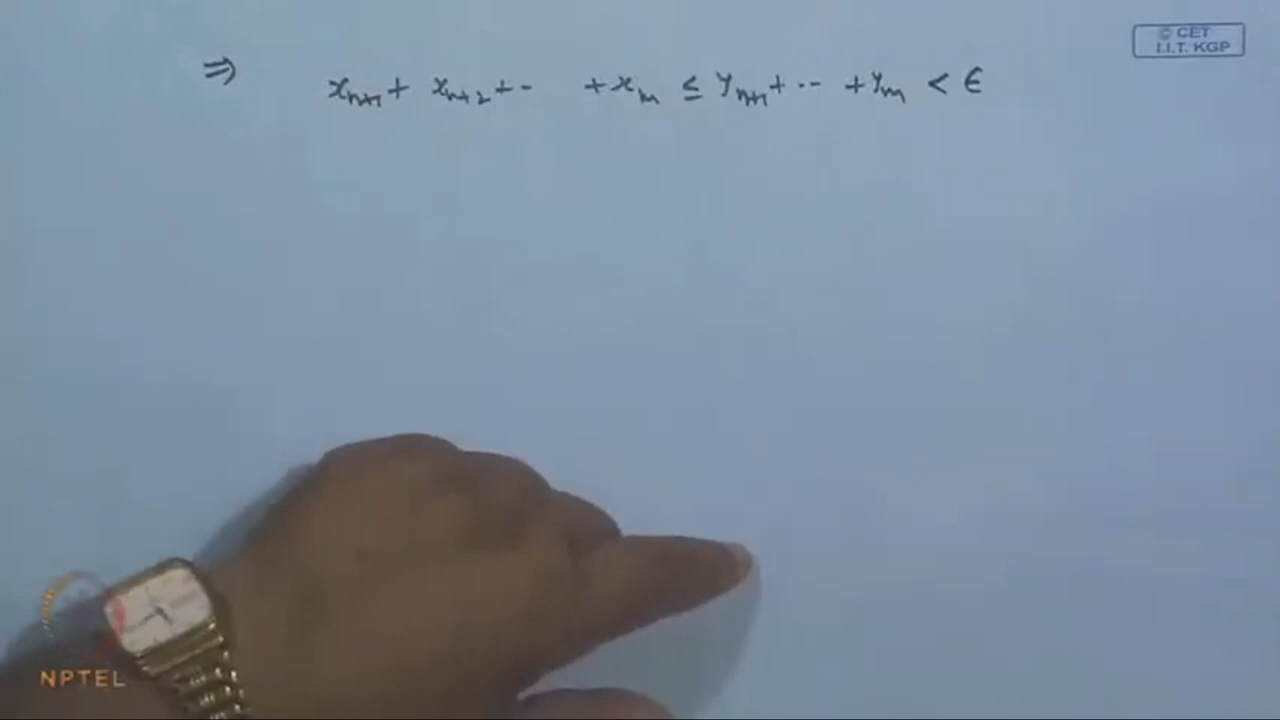 © CET
I.I.T. KGP
⇒ x_{n+1} + x_{n+2} + ·· + x_m ≤ y_{n+1} + ·· + y_m < ε
NPTEL